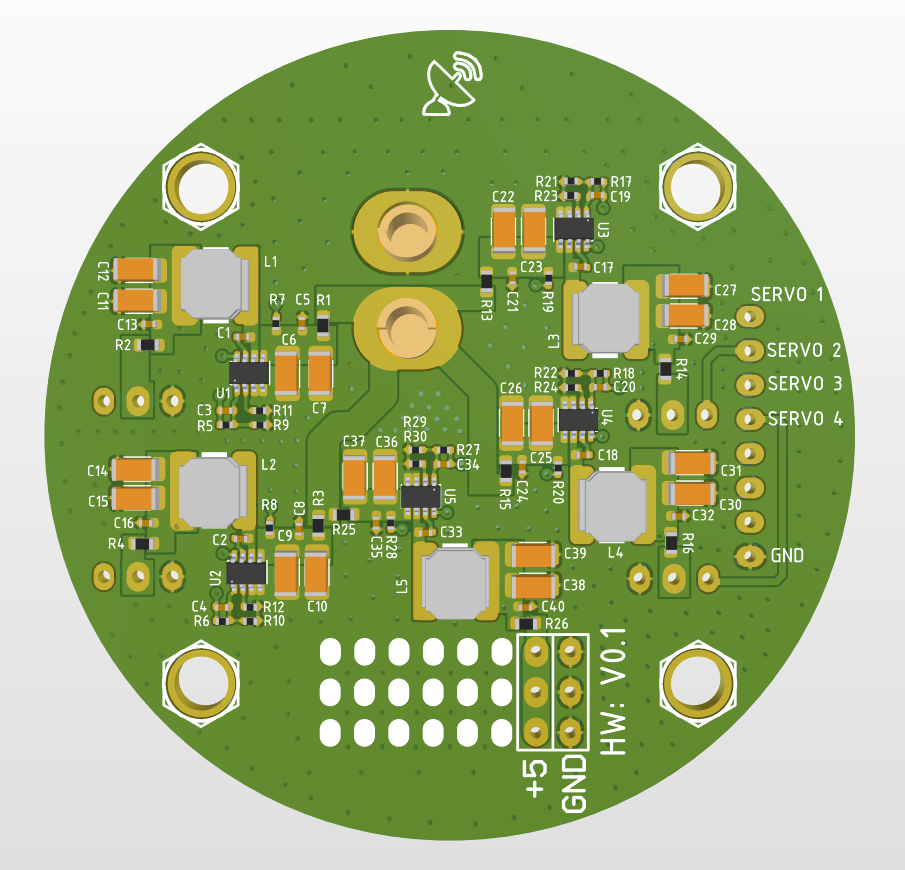 R21
R17
R23
C19
C22
U3
C23
C17
L1
C12
C11
C13
R2
C1
R7
C5
R1
C6
C7
U1
C3
R11
R5
R9
R13
C21
R19
L3
C27
C28
C29
R14
SERVO 1
SERVO 2
SERVO 3
SERVO 4
R22
R18
R24
C20
C26
U4
C25
C18
R15
C24
R20
L4
C31
C30
C32
R16
GND
C14
C15
C16
R4
L2
C2
R8
C8
R3
C9
C10
U2
C4
R12
R6
R10
C37
C36
R29
R30
R27
C34
U5
R25
C35
R28
C33
L5
C39
C38
C40
R26
HW: V0.1
+5
GND